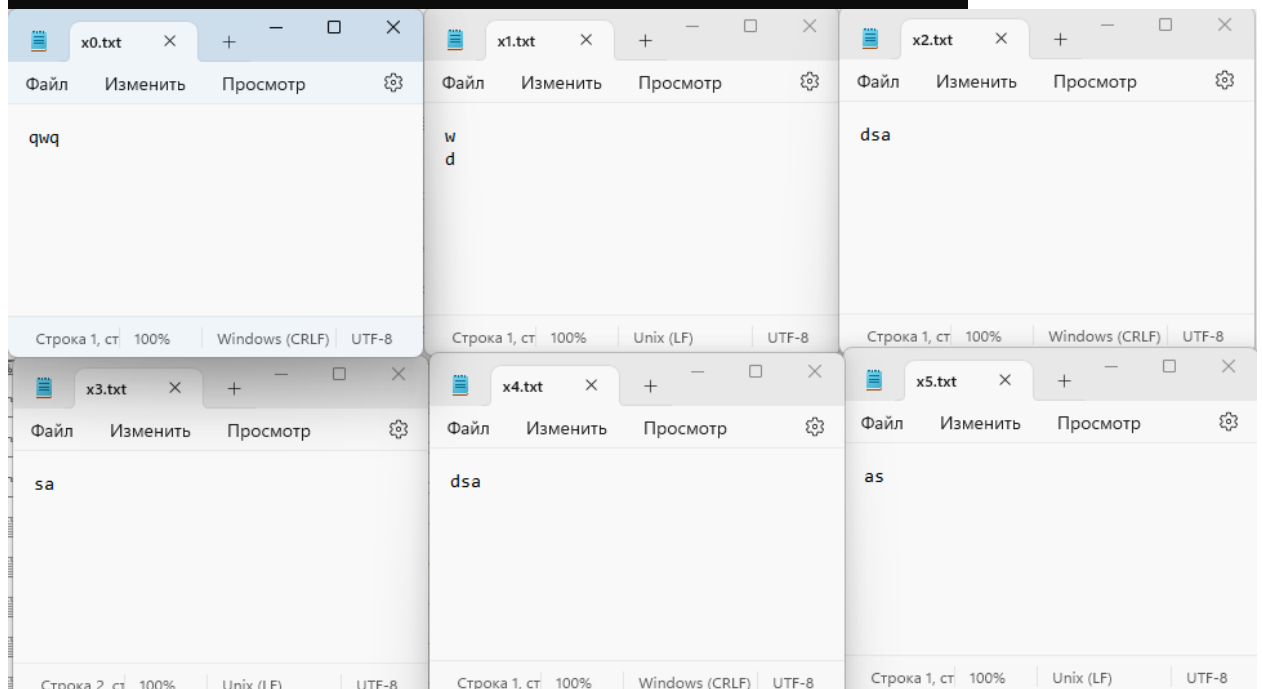 x0.txt
Файл Изменить Просмотр
qwq
Строка 1, ст 100% Windows (CRLF) UTF-8
x1.txt
Файл Изменить Просмотр
w
d
Строка 1, ст 100% Unix (LF) UTF-8
x2.txt
Файл Изменить Просмотр
dsa
Строка 1, ст 100% Windows (CRLF) UTF-8
x3.txt
Файл Изменить Просмотр
sa
Строка 2, ст 100% Unix (LF) UTF-8
x4.txt
Файл Изменить Просмотр
dsa
Строка 1, ст 100% Windows (CRLF) UTF-8
x5.txt
Файл Изменить Просмотр
as
Строка 1, ст 100% Unix (LF) UTF-8